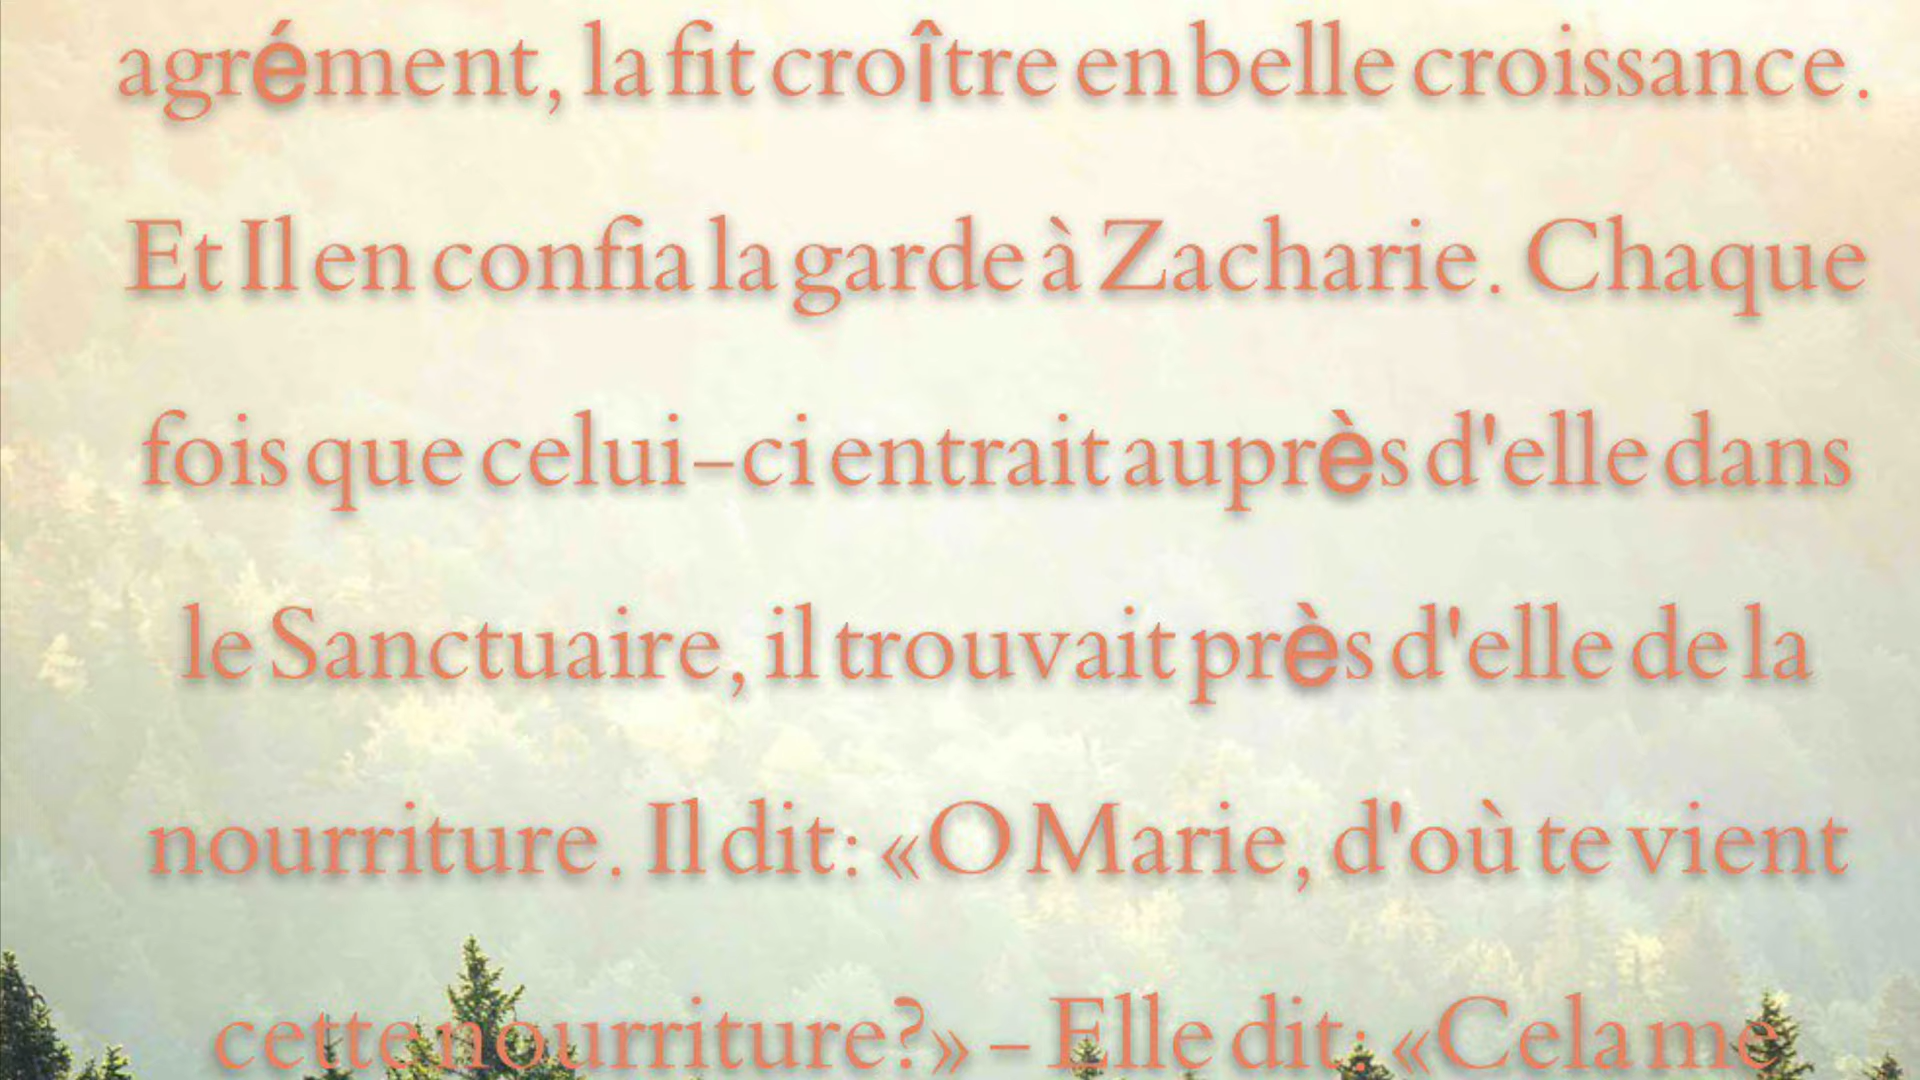 agrément, la fit croître en belle croissance.
Et Il en confia la garde à Zacharie. Chaque
fois que celui-ci entrait auprès d'elle dans
le Sanctuaire, il trouvait près d'elle de la
nourriture. Il dit: «O Marie, d'où te vient
cette nourriture?» - Elle dit: «Cela me